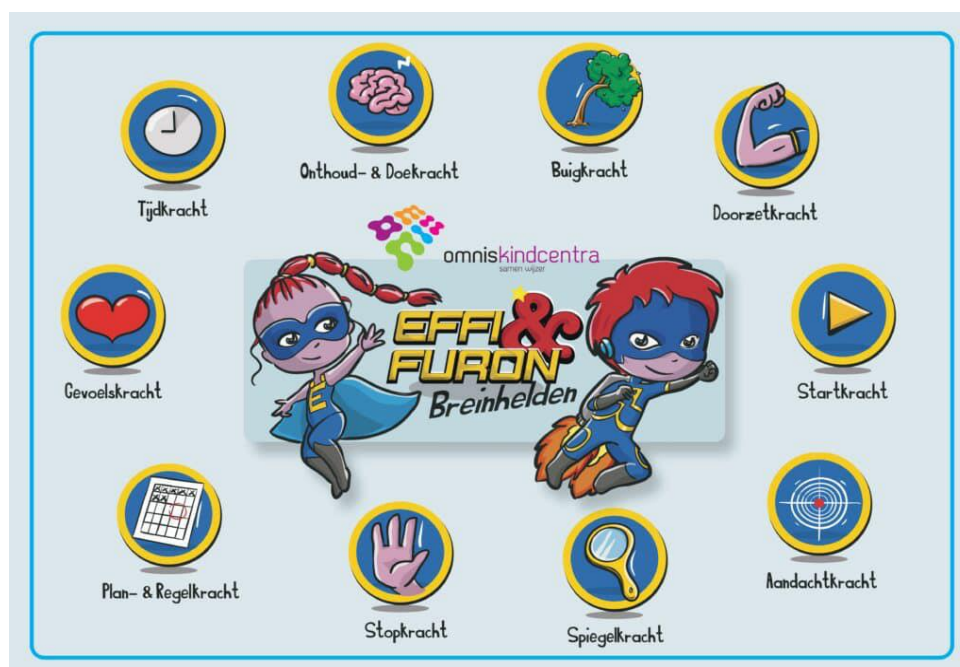 Tijdkracht
Onthoud- & Doekracht
Buigkracht
Doorzetkracht
omniskindcentra
samen wijzer
EFFI &
FURON
Breinhelden
E
Gevoelskracht
Startkracht
Plan- & Regelkracht
Stopkracht
Spiegelkracht
Aandachtkracht